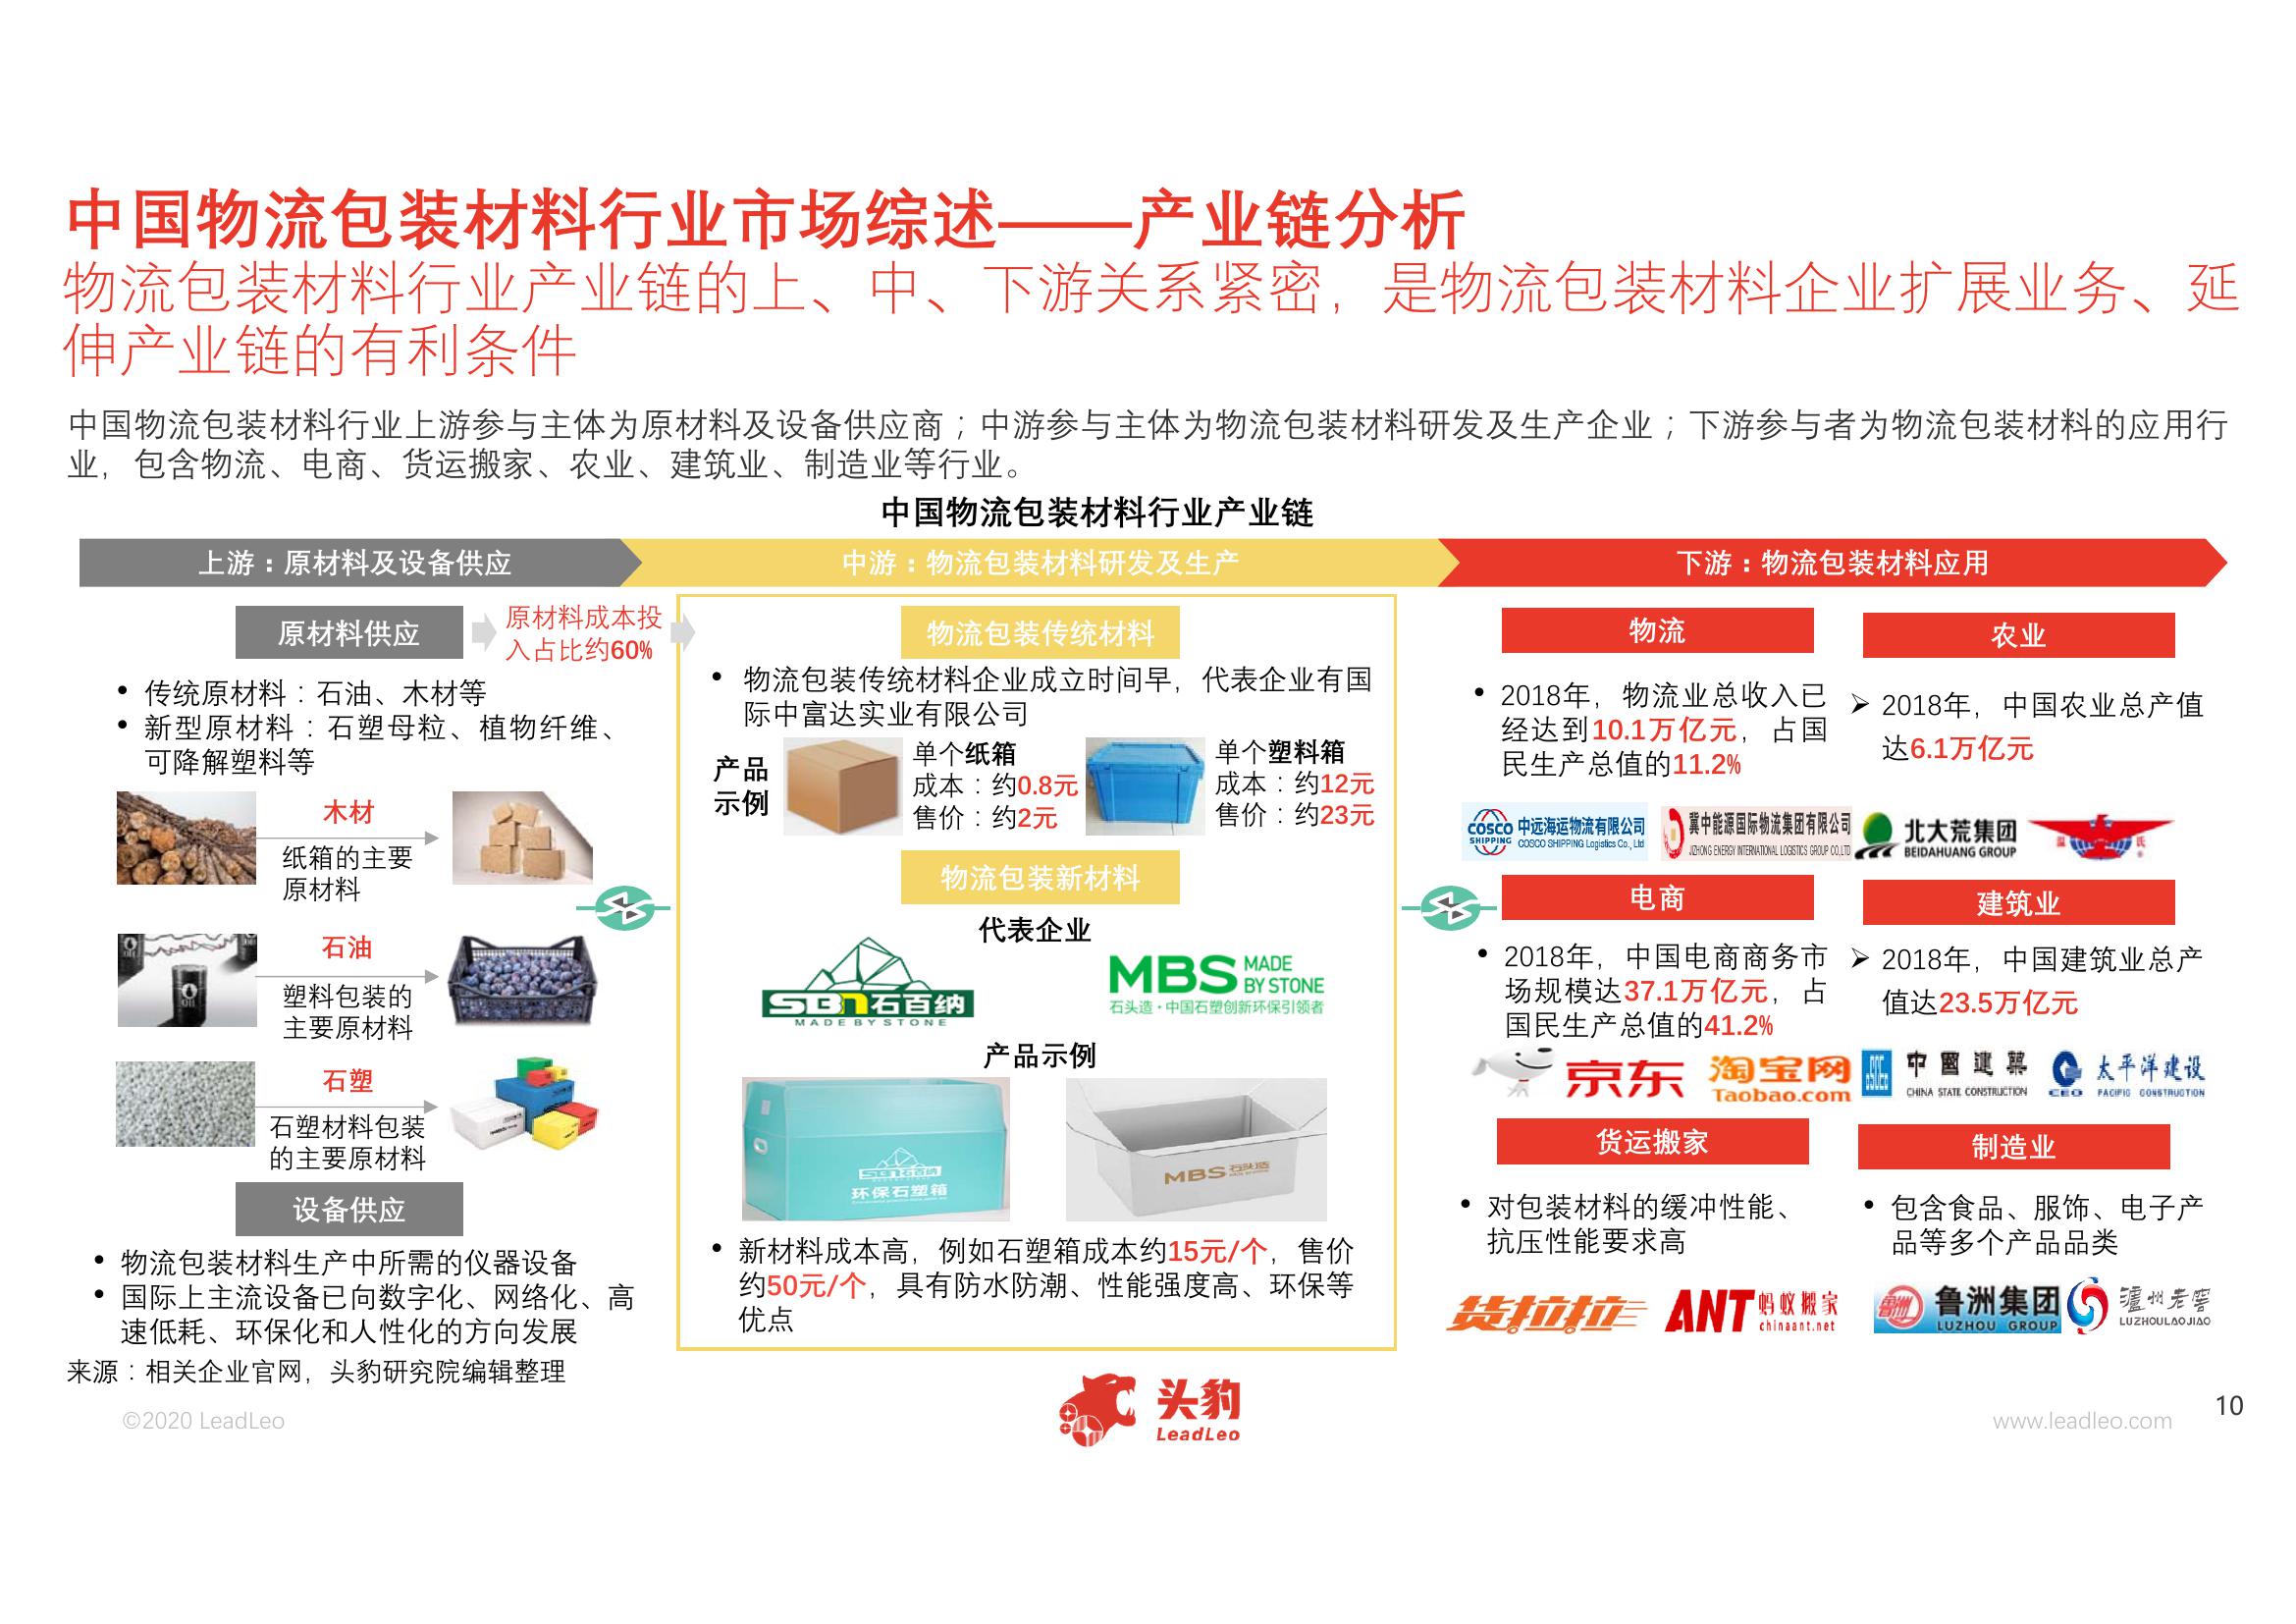 中国物流包装材料行业市场综述——产业链分析
物流包装材料行业产业链的上、中、下游关系紧密，是物流包装材料企业扩展业务、延
伸产业链的有利条件
中国物流包装材料行业上游参与主体为原材料及设备供应商；中游参与主体为物流包装材料研发及生产企业；下游参与者为物流包装材料的应用行
业，包含物流、电商、货运搬家、农业、建筑业、制造业等行业。
中国物流包装材料行业产业链
上游：原材料及设备供应
中游：物流包装材料研发及生产
下游：物流包装材料应用
原材料供应
原材料成本投
入占比约60%
• 传统原材料：石油、木材等
• 新型原材料：石塑母粒、植物纤维、
可降解塑料等
木材
纸箱的主要
原材料
石油
塑料包装的
主要原材料
石塑
石塑材料包装
的主要原材料
设备供应
• 物流包装材料生产中所需的仪器设备
• 国际上主流设备已向数字化、网络化、高
速低耗、环保化和人性化的方向发展
物流包装传统材料
• 物流包装传统材料企业成立时间早，代表企业有国
际中富达实业有限公司
产品
示例
单个纸箱
成本：约0.8元
售价：约2元
单个塑料箱
成本：约12元
售价：约23元
物流包装新材料
代表企业
SBn石百纳
MADE BY STONE
MBS MADE
BY STONE
石头造·中国石塑创新环保引领者
产品示例
SBn石百纳
环保石塑箱
MBS 石头造
• 新材料成本高，例如石塑箱成本约15元/个，售价
约50元/个，具有防水防潮、性能强度高、环保等
优点
物流
• 2018年，物流业总收入已
经达到10.1万亿元，占国
民生产总值的11.2%
COSCO
SHIPPING
中远海运物流有限公司
COSCO SHIPPING Logistics Co., Ltd
冀中能源国际物流集团有限公司
JIZHONG ENERGY INTERNATIONAL LOGISTICS GROUP CO.,LTD
电商
• 2018年，中国电商商务市
场规模达37.1万亿元，占
国民生产总值的41.2%
京东
淘宝网
Taobao.com
货运搬家
• 对包装材料的缓冲性能、
抗压性能要求高
货拉拉
ANT 蚂蚁搬家
chinaant.net
农业
➢ 2018年，中国农业总产值
达6.1万亿元
北大荒集团
BEIDAHUANG GROUP
温 氏
建筑业
➢ 2018年，中国建筑业总产
值达23.5万亿元
中國建築
CHINA STATE CONSTRUCTION
太平洋建设
PACIFIC CONSTRUCTION
制造业
• 包含食品、服饰、电子产
品等多个产品品类
鲁洲集团
LUZHOU GROUP
泸州老窖
LUZHOULAOJIAO
来源：相关企业官网，头豹研究院编辑整理
©2020 LeadLeo
头豹
LeadLeo
www.leadleo.com
10